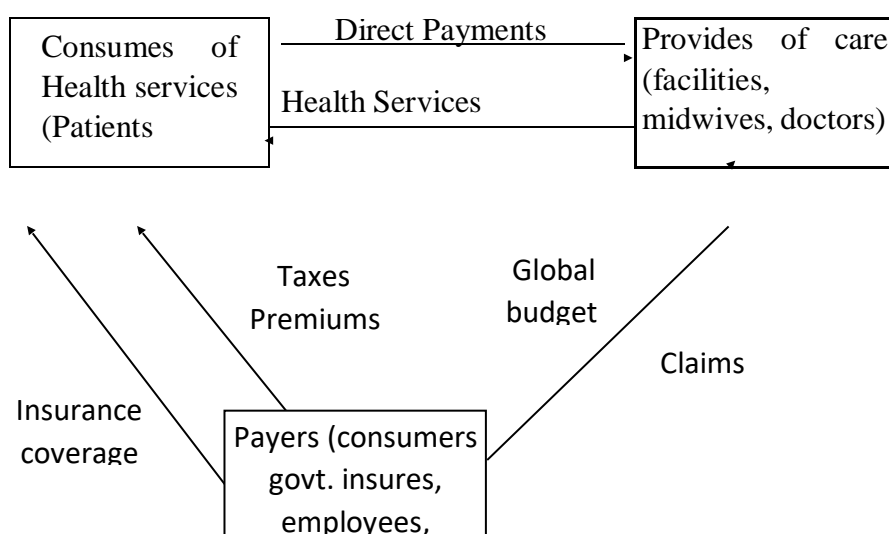 Consumes of
Health services
(Patients
Direct Payments
Health Services
Provides of care
(facilities,
midwives, doctors)
Taxes
Premiums
Global
budget
Claims
Insurance
coverage
Payers (consumers
govt. insures,
employees,